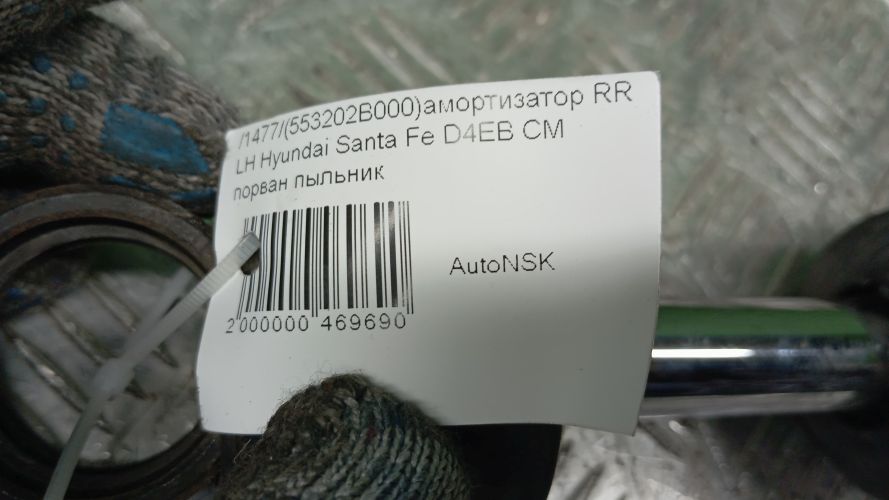 /1477/(553202B000)амортизатор RR
LH Hyundai Santa Fe D4EB CM
порван пыльник
AutoNSK
2 000000 469690